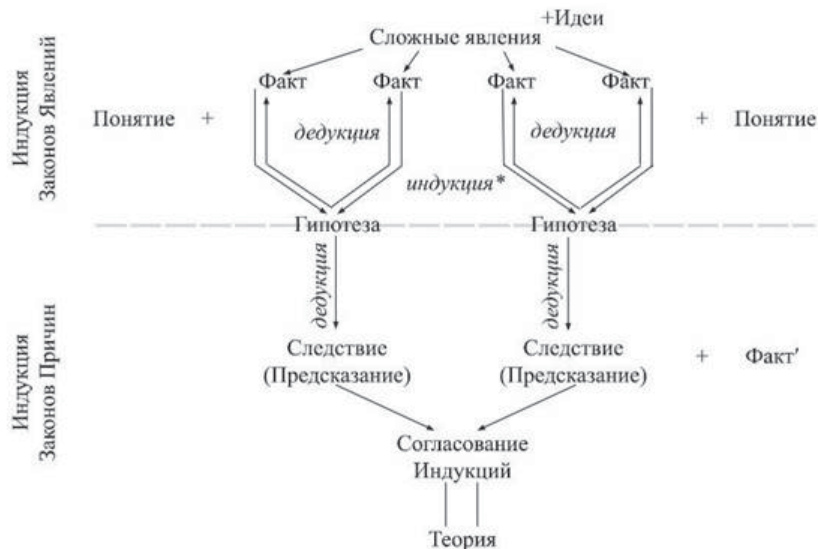 +Идеи
Сложные явления
Факт Факт Факт Факт
Индукция
Законов Явлений
Понятие + дедукция дедукция + Понятие
индукция*
Гипотеза Гипотеза
дедукция дедукция
Индукция
Законов Причин
Следствие Следствие
(Предсказание) (Предсказание) + Факт′
Согласование
Индукций
Теория